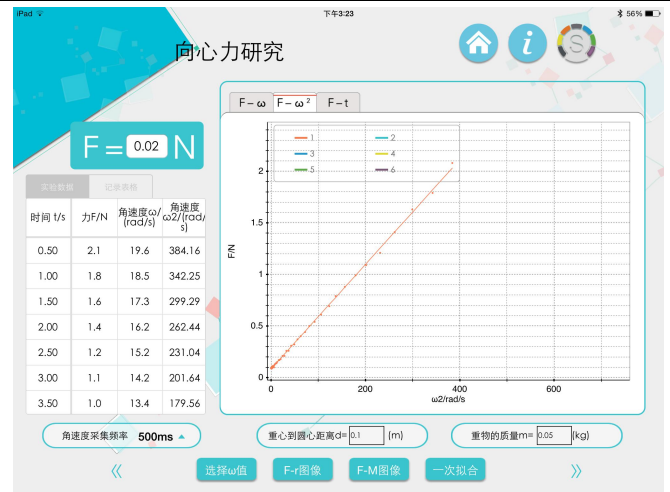 iPad 下午3:23 56%
向心力研究
i S
F = 0.02 N
F-ω F-ω² F-t
实验数据 记录表格
时间 t/s 力F/N 角速度ω/(rad/s) 角速度ω2/(rad/s)
0.50 2.1 19.6 384.16
1.00 1.8 18.5 342.25
1.50 1.6 17.3 299.29
2.00 1.4 16.2 262.44
2.50 1.2 15.2 231.04
3.00 1.1 14.2 201.64
3.50 1.0 13.4 179.56
1 2
3 4
5 6
F/N
2
1.5
1
0.5
0
0 200 400 600
ω2/rad/s
角速度采集频率 500ms
重心到圆心距离d= 0.1 (m)
重物的质量m= 0.05 (kg)
选择ω值 F-r图像 F-M图像 一次拟合